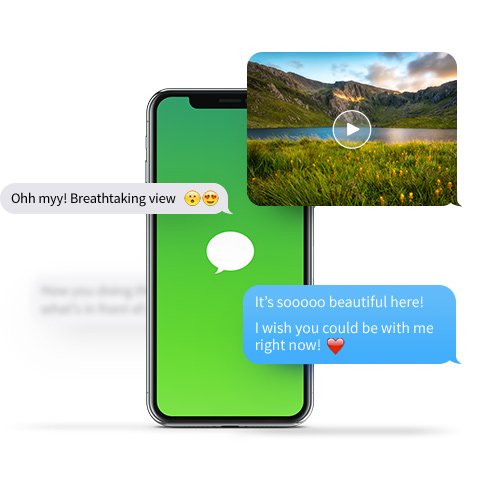 Ohh myy! Breathtaking view 😯😍
It's sooooo beautiful here!
I wish you could be with me
right now! ❤️